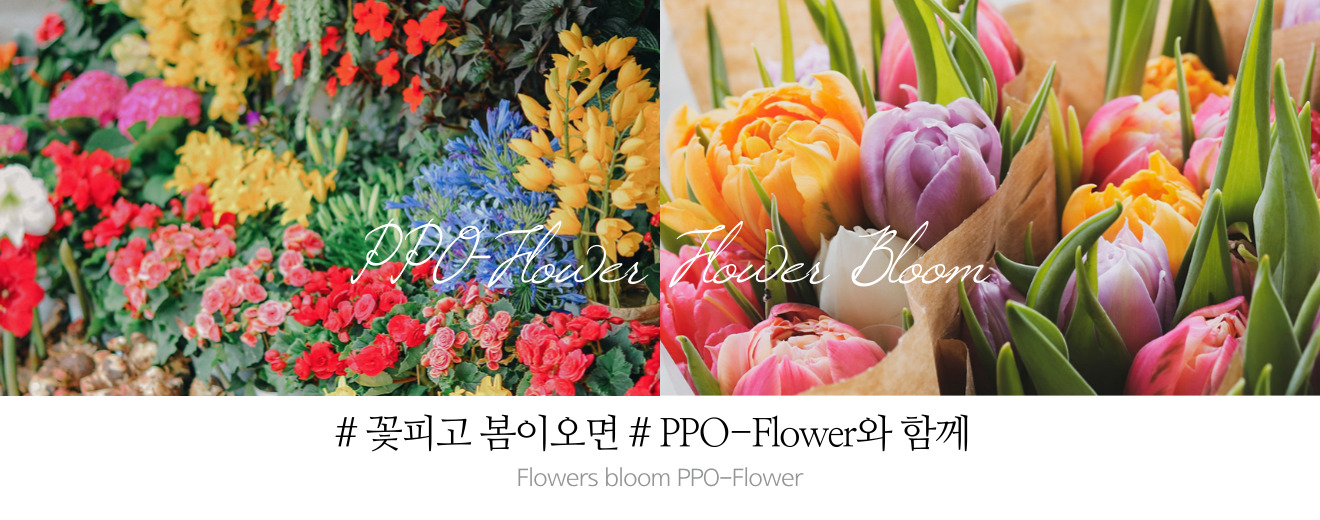 PPO-Flower Flower Bloom
# 꽃피고 봄이오면 # PPO-Flower와 함께
Flowers bloom PPO-Flower